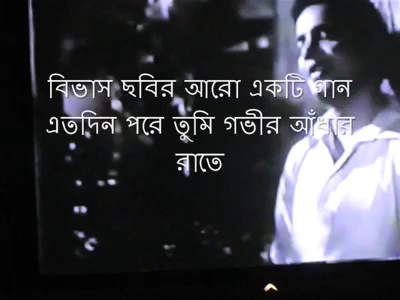 বিভাস ছবির আরো একটি গান
এতদিন পরে তুমি গভীর আঁধার
রাতে